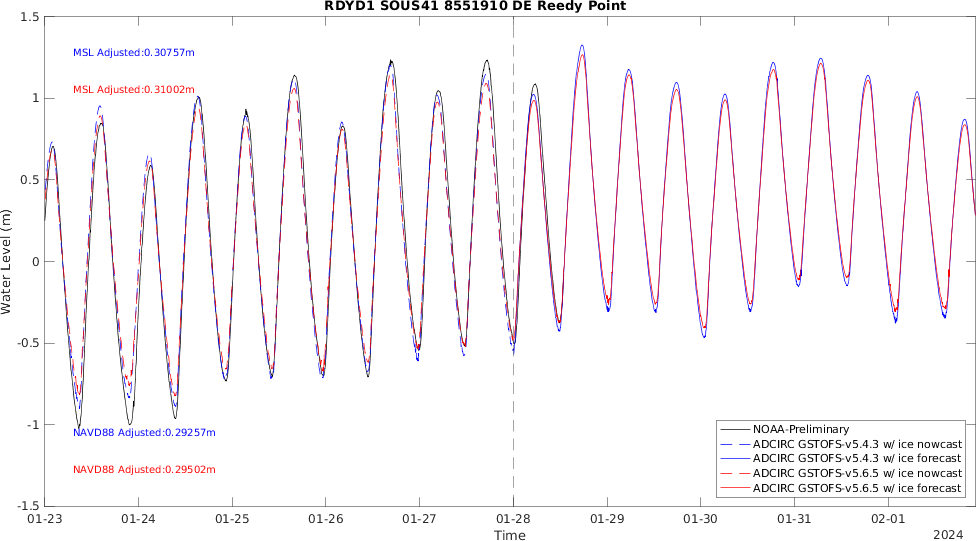 RDYD1 SOUS41 8551910 DE Reedy Point
1.5
1
0.5
0
-0.5
-1
-1.5
Water Level (m)
MSL Adjusted:0.30757m
MSL Adjusted:0.31002m
NAVD88 Adjusted:0.29257m
NAVD88 Adjusted:0.29502m
NOAA-Preliminary
ADCIRC GSTOFS-v5.4.3 w/ ice nowcast
ADCIRC GSTOFS-v5.4.3 w/ ice forecast
ADCIRC GSTOFS-v5.6.5 w/ ice nowcast
ADCIRC GSTOFS-v5.6.5 w/ ice forecast
01-23 01-24 01-25 01-26 01-27 01-28 01-29 01-30 01-31 02-01
Time
2024